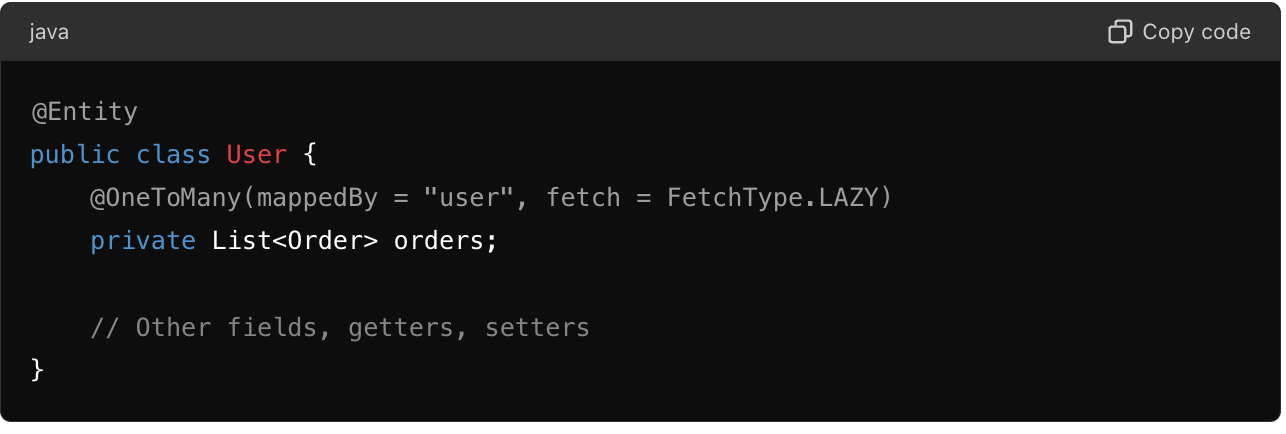 java
Copy code
@Entity
public class User {
    @OneToMany(mappedBy = "user", fetch = FetchType.LAZY)
    private List<Order> orders;
    // Other fields, getters, setters
}